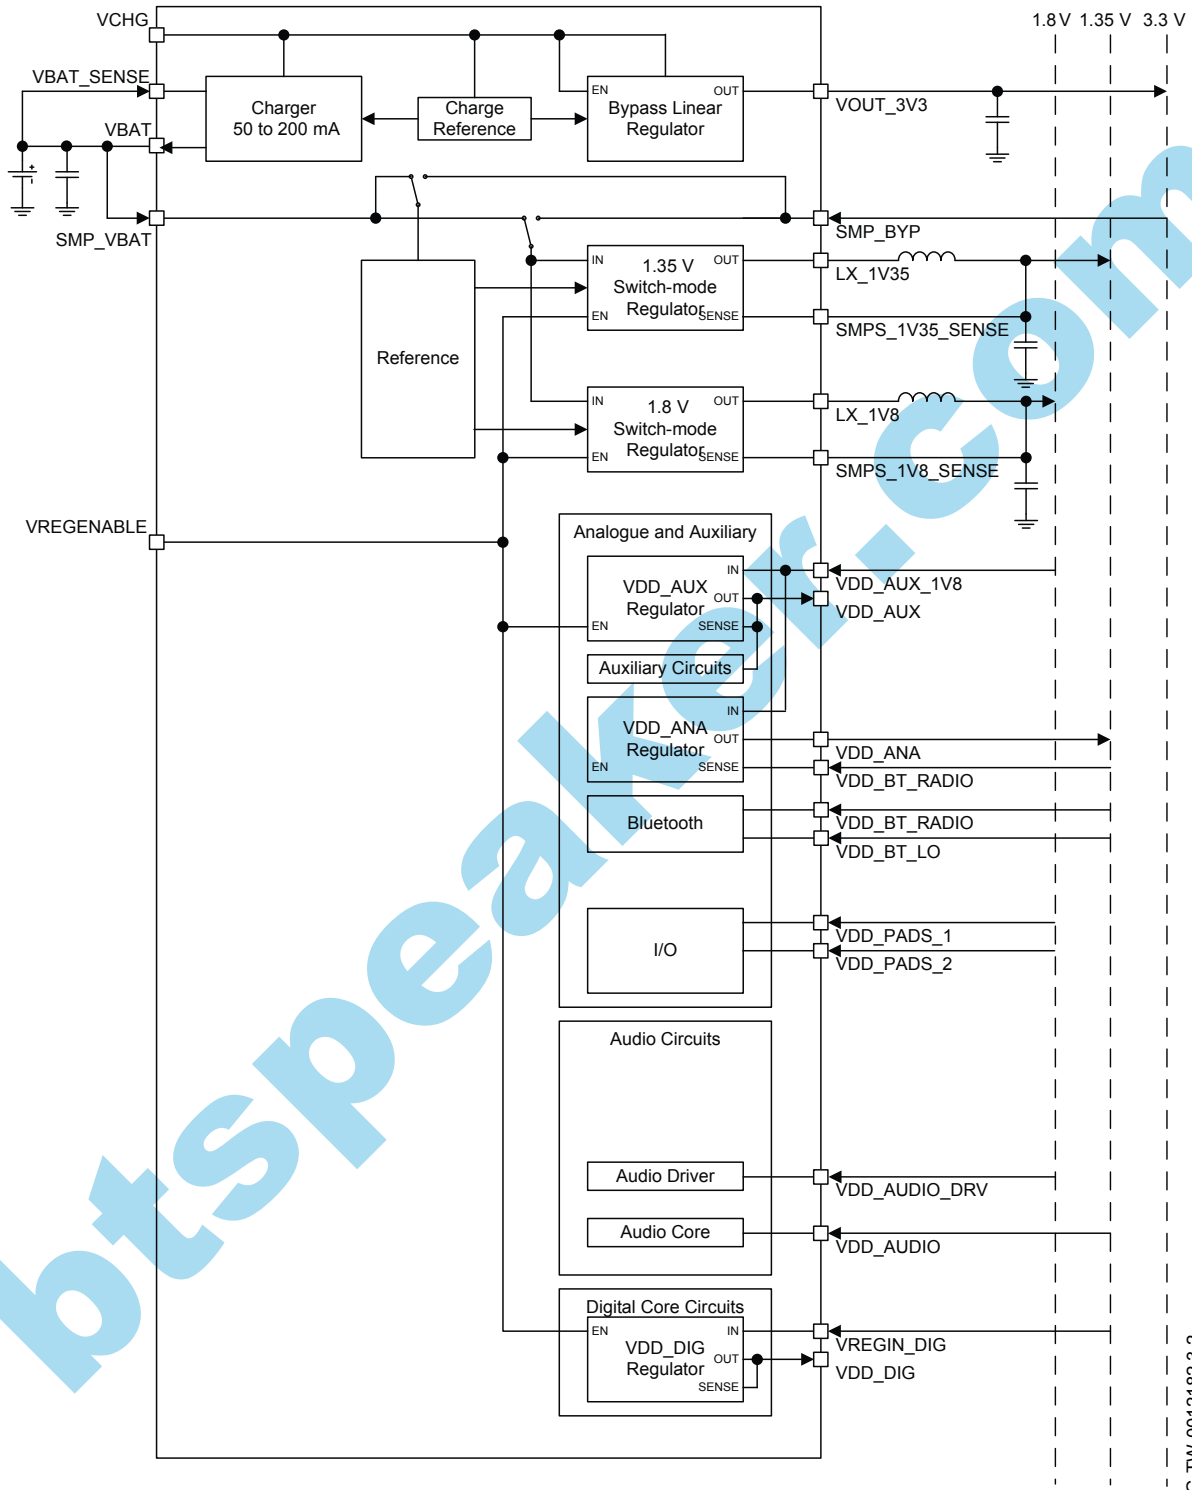 VCHG
1.8 V 1.35 V 3.3 V
VBAT_SENSE
Charger
50 to 200 mA
Charge
Reference
EN
OUT
Bypass Linear
Regulator
VOUT_3V3
VBAT
+
-
SMP_VBAT
SMP_BYP
Reference
IN
OUT
1.35 V
Switch-mode
Regulator
EN
SENSE
LX_1V35
SMPS_1V35_SENSE
IN
OUT
1.8 V
Switch-mode
Regulator
EN
SENSE
LX_1V8
SMPS_1V8_SENSE
VREGENABLE
Analogue and Auxiliary
IN
VDD_AUX
Regulator
OUT
EN
SENSE
VDD_AUX_1V8
VDD_AUX
Auxiliary Circuits
IN
VDD_ANA
Regulator
OUT
EN
SENSE
VDD_ANA
VDD_BT_RADIO
Bluetooth
VDD_BT_RADIO
VDD_BT_LO
I/O
VDD_PADS_1
VDD_PADS_2
Audio Circuits
Audio Driver
VDD_AUDIO_DRV
Audio Core
VDD_AUDIO
Digital Core Circuits
EN
IN
VDD_DIG
Regulator
OUT
SENSE
VREGIN_DIG
VDD_DIG
btspeaker.com